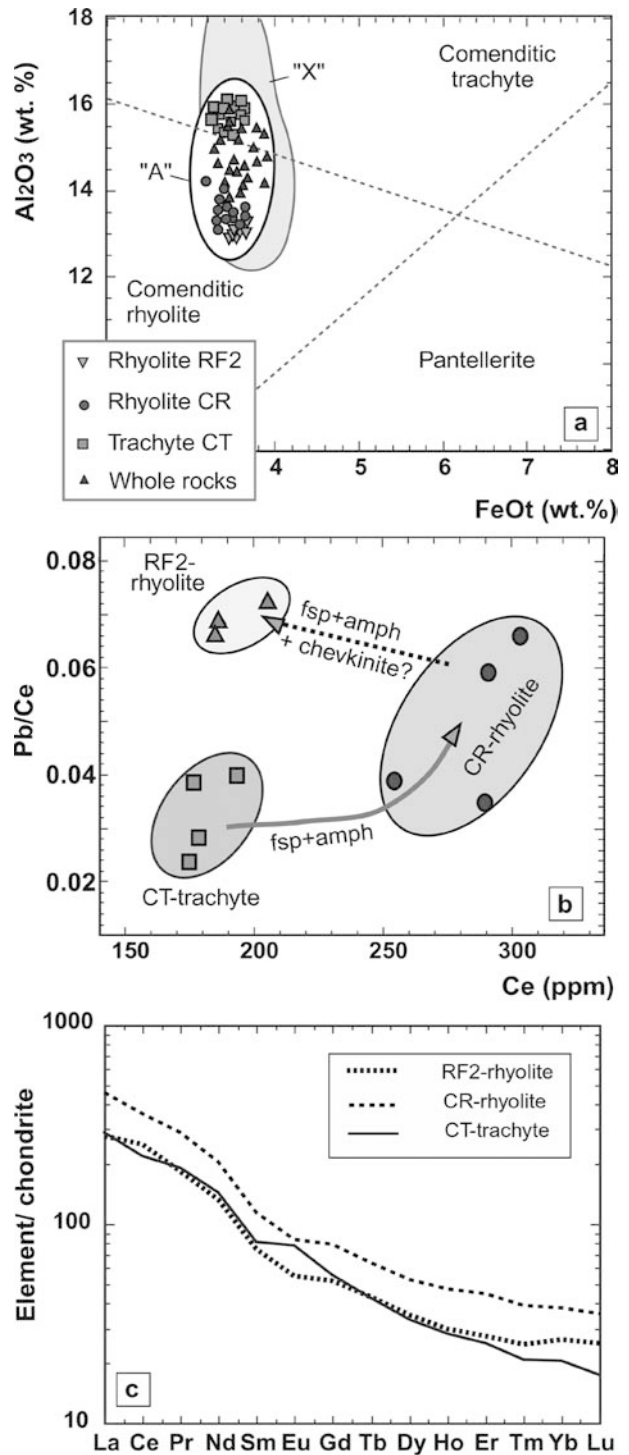 18
16
14
12
Al2O3 (wt. %)
Comenditic
trachyte
"X"
"A"
Comenditic
rhyolite
Pantellerite
Rhyolite RF2
Rhyolite CR
Trachyte CT
Whole rocks
a
4 5 6 7 8
FeOt (wt.%)
0.08
0.06
0.04
0.02
Pb/Ce
RF2-
rhyolite
fsp+amph
+ chevkinite?
CR-rhyolite
fsp+amph
CT-trachyte
b
150 200 250 300
Ce (ppm)
1000
100
10
Element/ chondrite
RF2-rhyolite
CR-rhyolite
CT-trachyte
c
La Ce Pr Nd Sm Eu Gd Tb Dy Ho Er Tm Yb Lu